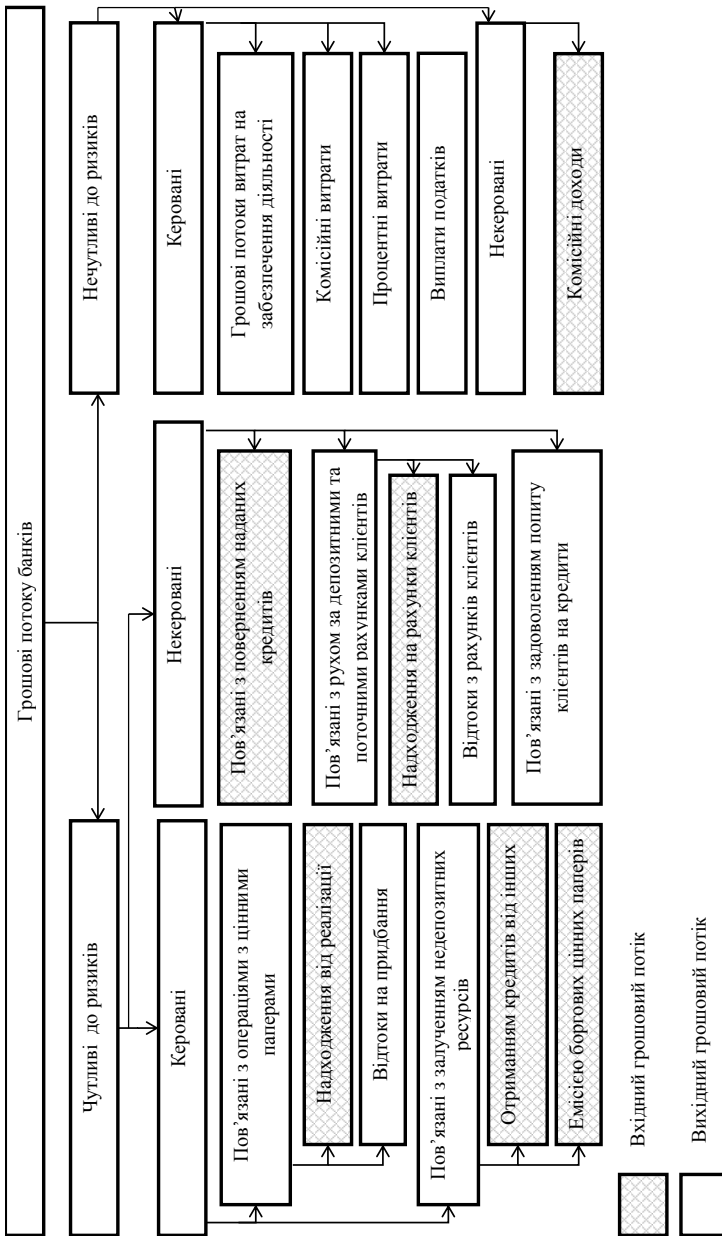 Грошові потоку банків
Чутливі до ризиків
Нечутливі до ризиків
Керовані
Пов’язані з операціями з цінними
паперами
Надходження від реалізації
Відтоки на придбання
Пов’язані з залученням недепозитних
ресурсів
Отриманням кредитів від інших
Емісією боргових цінних паперів
Некеровані
Пов’язані з поверненням наданих
кредитів
Пов’язані з рухом за депозитними та
поточними рахунками клієнтів
Надходження на рахунки клієнтів
Відтоки з рахунків клієнтів
Пов’язані з задоволенням попиту
клієнтів на кредити
Керовані
Грошові потоки витрат на
забезпечення діяльності
Комісійні витрати
Процентні витрати
Виплати податків
Некеровані
Комісійні доходи
Вхідний грошовий потік
Вихідний грошовий потік